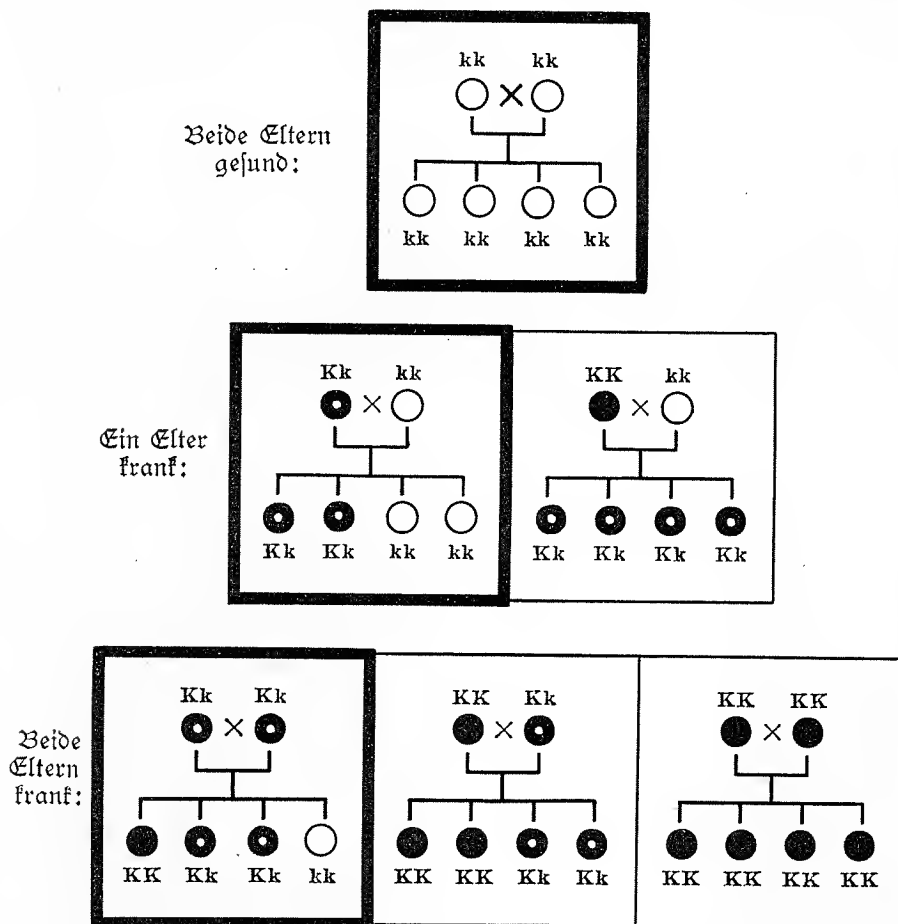 kk kk
Beide Eltern
gesund:
kk kk kk kk
Kk kk
KK kk
Ein Elter
krank:
Kk Kk kk kk
Kk Kk Kk Kk
Kk Kk
KK Kk
KK KK
Beide
Eltern
krank:
KK Kk Kk kk
KK KK Kk Kk
KK KK KK KK